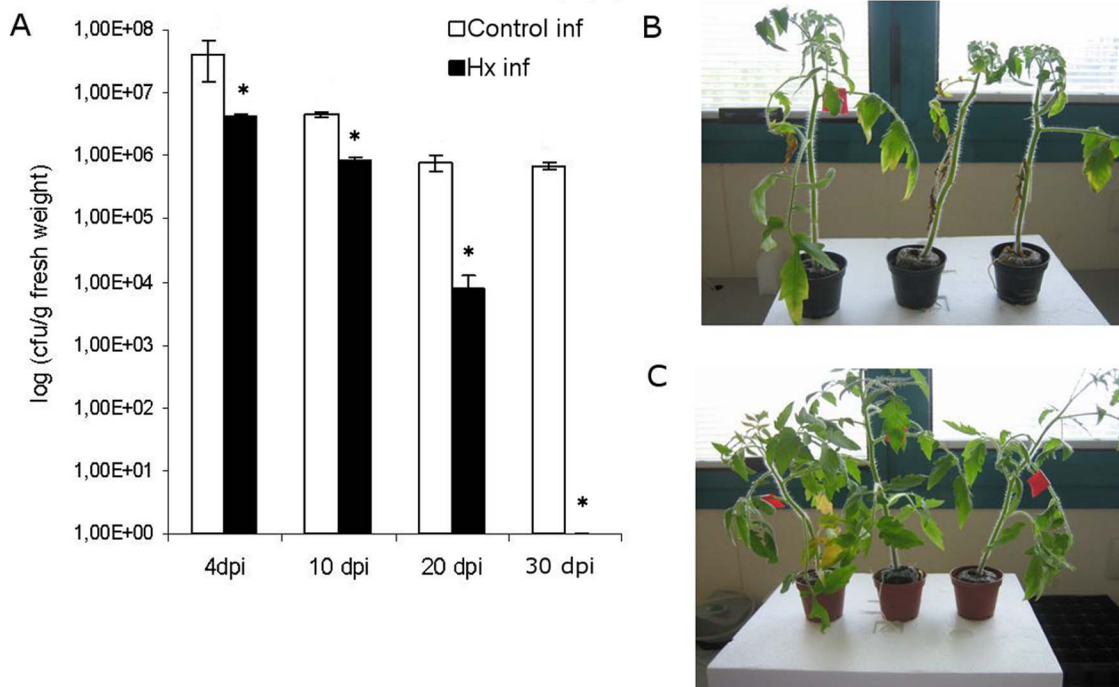 A
log (cfu/g fresh weight)
1,00E+08
1,00E+07
1,00E+06
1,00E+05
1,00E+04
1,00E+03
1,00E+02
1,00E+01
1,00E+00
Control inf
Hx inf
*
*
*
*
4dpi
10 dpi
20 dpi
30 dpi
B
C